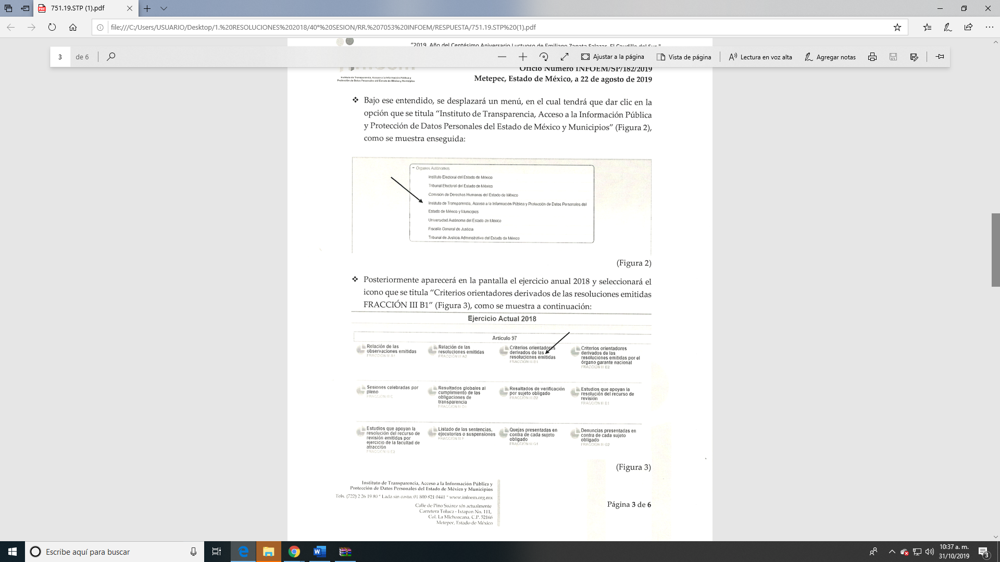 751.19.STP (1).pdf
file:///C:/Users/USUARIO/Desktop/1.%20RESOLUCIONES%202018/40°%20SESION/RR.%207053%20INFOEM/RESPUESTA/751.19.STP%20(1).pdf
"2019. Año del Centésimo Aniversario Luctuoso de Emiliano Zapata Salazar. El Caudillo del Sur."
3 de 6
Ajustar a la página
Vista de página
Lectura en voz alta
Agregar notas
Oficio Número INFOEM/SP/182/2019
Instituto de Transparencia, Acceso a la Información Pública y
Protección de Datos Personales del Estado de México y Municipios
Metepec, Estado de México, a 22 de agosto de 2019
❖ Bajo ese entendido, se desplazará un menú, en el cual tendrá que dar clic en la
opción que se titula “Instituto de Transparencia, Acceso a la Información Pública
y Protección de Datos Personales del Estado de México y Municipios” (Figura 2),
como se muestra enseguida:
- Órganos Autónomos
Instituto Electoral del Estado de México
Tribunal Electoral del Estado de México
Comisión de Derechos Humanos del Estado de México
Instituto de Transparencia, Acceso a la Información Pública y Protección de Datos Personales del
Estado de México y Municipios
Universidad Autónoma del Estado de México
Fiscalía General de Justicia
Tribunal de Justicia Administrativa del Estado de México
(Figura 2)
❖ Posteriormente aparecerá en la pantalla el ejercicio anual 2018 y seleccionará el
icono que se titula “Criterios orientadores derivados de las resoluciones emitidas
FRACCIÓN III B1” (Figura 3), como se muestra a continuación:
Ejercicio Actual 2018
Artículo 97
Relación de las
observaciones emitidas
FRACCIÓN III A1
Relación de las
resoluciones emitidas
FRACCIÓN III A2
Criterios orientadores
derivados de las
resoluciones emitidas
FRACCIÓN III B1
Criterios orientadores
derivados de las
resoluciones emitidas por el
órgano garante nacional
FRACCIÓN III B2
Sesiones celebradas por
pleno
FRACCIÓN III C
Resultados globales al
cumplimiento de las
obligaciones de
transparencia
FRACCIÓN III D1
Resultados de verificación
por sujeto obligado
FRACCIÓN III D2
Estudios que apoyan la
resolución del recurso de
revisión
FRACCIÓN III E1
Estudios que apoyan la
resolución del recurso de
revisión emitidas por
ejercicio de la facultad de
atracción
FRACCIÓN III E2
Listado de las sentencias,
ejecutorias o suspensiones
FRACCIÓN III F
Quejas presentadas en
contra de cada sujeto
obligado
FRACCIÓN III G1
Denuncias presentadas en
contra de cada sujeto
obligado
FRACCIÓN III G2
(Figura 3)
Instituto de Transparencia, Acceso a la Información Pública y
Protección de Datos Personales del Estado de México y Municipios
Tels. (722) 2 26 19 80 * Lada sin costo: 01 800 821 0441 * www.infoem.org.mx
Calle de Pino Suárez s/n actualmente
Carretera Toluca - Ixtapan No. 111,
Col. La Michoacana, C.P. 52166
Metepec, Estado de México
Página 3 de 6
Escribe aquí para buscar
10:37 a. m.
31/10/2019
3